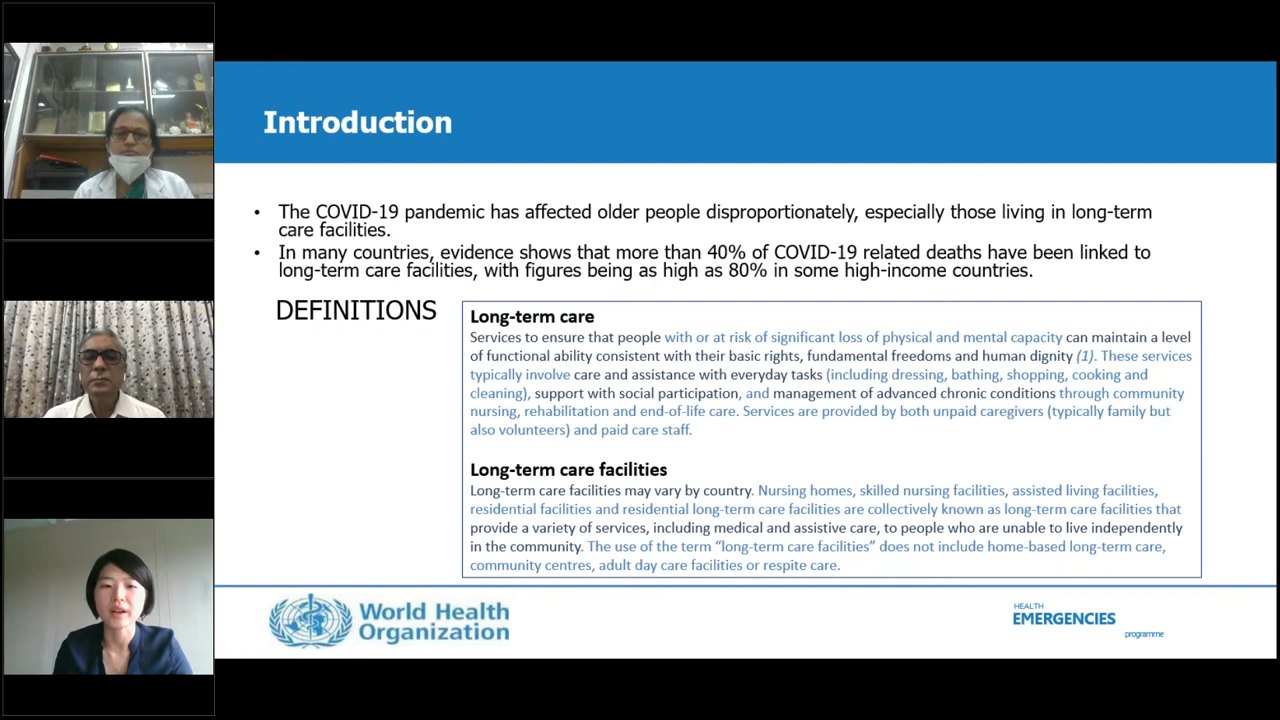 Introduction
• The COVID-19 pandemic has affected older people disproportionately, especially those living in long-term
care facilities.
• In many countries, evidence shows that more than 40% of COVID-19 related deaths have been linked to
long-term care facilities, with figures being as high as 80% in some high-income countries.
DEFINITIONS
Long-term care
Services to ensure that people with or at risk of significant loss of physical and mental capacity can maintain a level
of functional ability consistent with their basic rights, fundamental freedoms and human dignity (1). These services
typically involve care and assistance with everyday tasks (including dressing, bathing, shopping, cooking and
cleaning), support with social participation, and management of advanced chronic conditions through community
nursing, rehabilitation and end-of-life care. Services are provided by both unpaid caregivers (typically family but
also volunteers) and paid care staff.
Long-term care facilities
Long-term care facilities may vary by country. Nursing homes, skilled nursing facilities, assisted living facilities,
residential facilities and residential long-term care facilities are collectively known as long-term care facilities that
provide a variety of services, including medical and assistive care, to people who are unable to live independently
in the community. The use of the term “long-term care facilities” does not include home-based long-term care,
community centres, adult day care facilities or respite care.
World Health
Organization
HEALTH
EMERGENCIES
programme